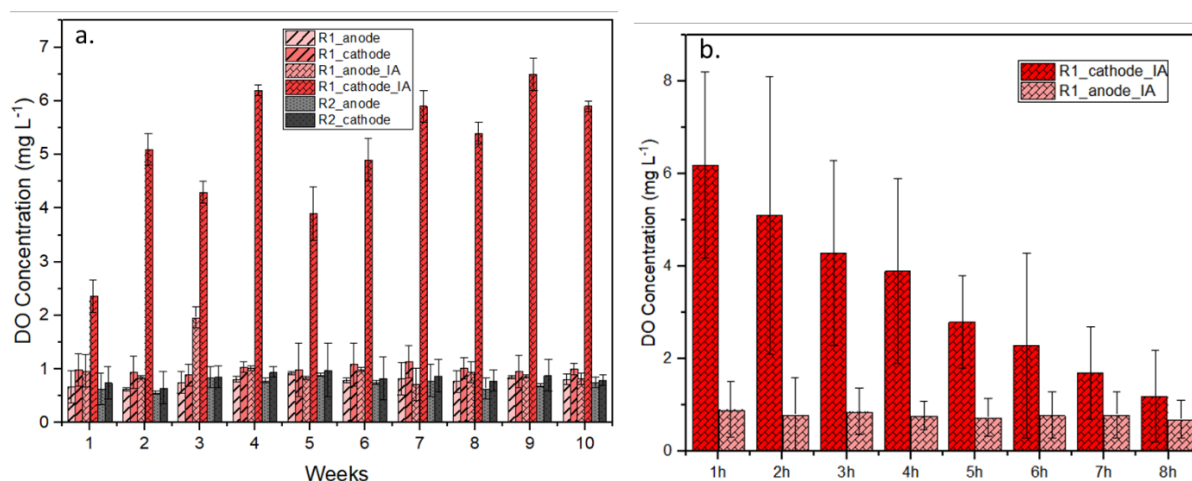 a.
R1_anode
R1_cathode
R1_anode_IA
R1_cathode_IA
R2_anode
R2_cathode
DO Concentration (mg L⁻¹)
7
6
5
4
3
2
1
0
1 2 3 4 5 6 7 8 9 10
Weeks
b.
R1_cathode_IA
R1_anode_IA
DO Concentration (mg L⁻¹)
8
6
4
2
0
1h 2h 3h 4h 5h 6h 7h 8h